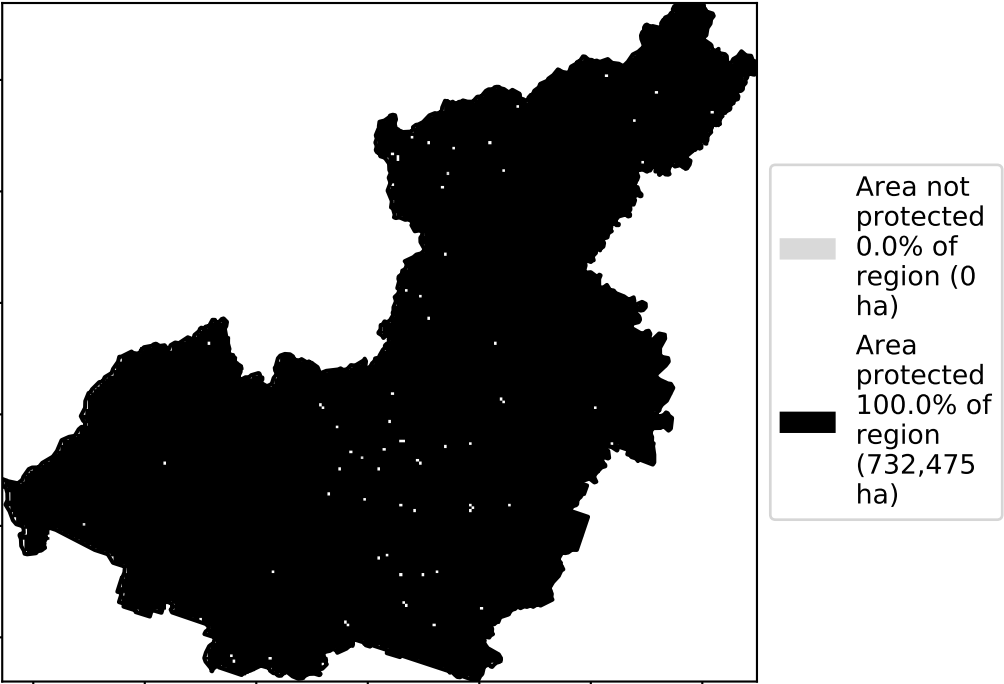 Area not
protected
0.0% of
region (0
ha)
Area
protected
100.0% of
region
(732,475
ha)